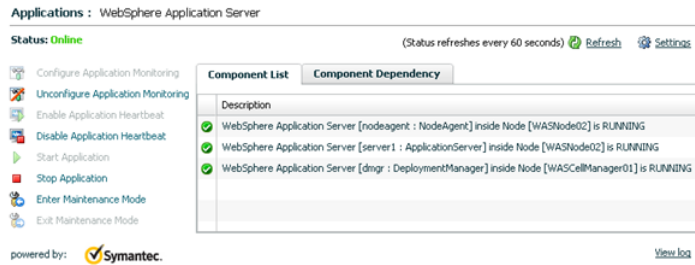 Applications : WebSphere Application Server
Status: Online
(Status refreshes every 60 seconds) Refresh Settings
Configure Application Monitoring
Unconfigure Application Monitoring
Enable Application Heartbeat
Disable Application Heartbeat
Start Application
Stop Application
Enter Maintenance Mode
Exit Maintenance Mode
Component List Component Dependency
Description
WebSphere Application Server [nodeagent : NodeAgent] inside Node [WASNode02] is RUNNING
WebSphere Application Server [server1 : ApplicationServer] inside Node [WASNode02] is RUNNING
WebSphere Application Server [dmgr : DeploymentManager] inside Node [WASCellManager01] is RUNNING
powered by: Symantec.
View log